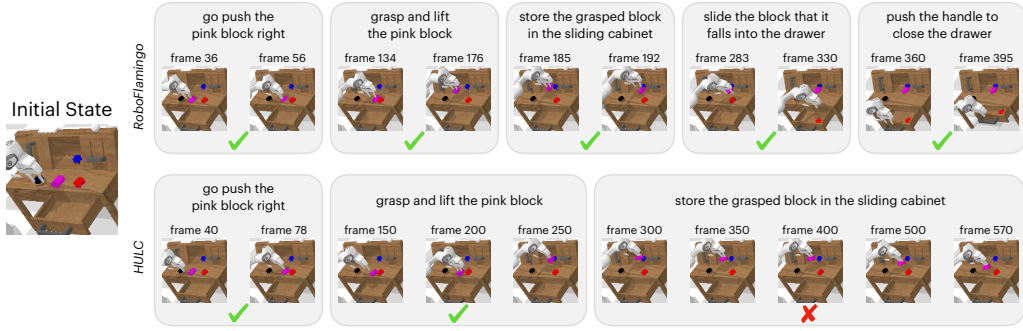 Initial State
RoboFlamingo
go push the
pink block right
frame 36
frame 56
grasp and lift
the pink block
frame 134
frame 176
store the grasped block
in the sliding cabinet
frame 185
frame 192
slide the block that it
falls into the drawer
frame 283
frame 330
push the handle to
close the drawer
frame 360
frame 395
HULC
go push the
pink block right
frame 40
frame 78
grasp and lift the pink block
frame 150
frame 200
frame 250
store the grasped block in the sliding cabinet
frame 300
frame 350
frame 400
frame 500
frame 570